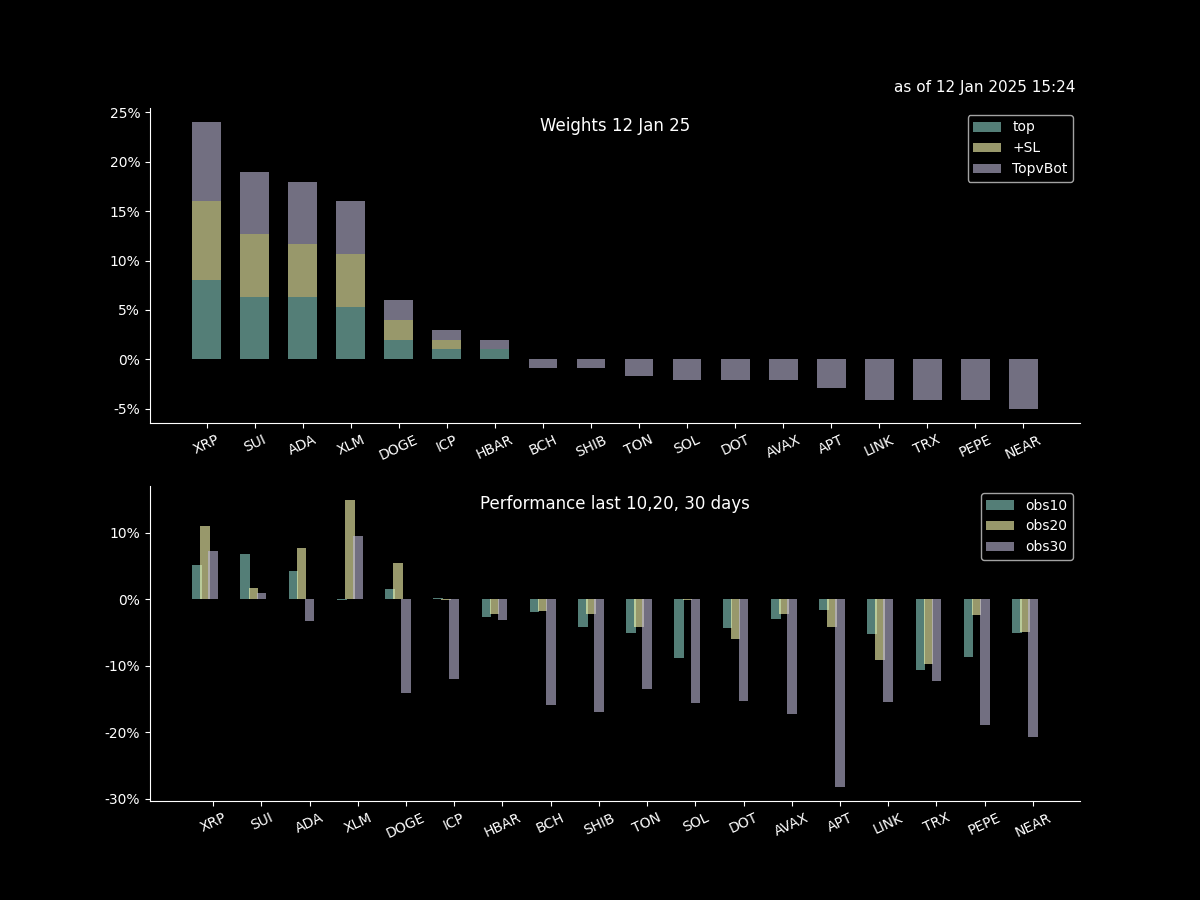 as of 12 Jan 2025 15:24
Weights 12 Jan 25
top
+SL
TopvBot
25%
20%
15%
10%
5%
0%
-5%
XRP SUI ADA XLM DOGE ICP HBAR BCH SHIB TON SOL DOT AVAX APT LINK TRX PEPE NEAR
Performance last 10,20, 30 days
obs10
obs20
obs30
10%
0%
-10%
-20%
-30%
XRP SUI ADA XLM DOGE ICP HBAR BCH SHIB TON SOL DOT AVAX APT LINK TRX PEPE NEAR